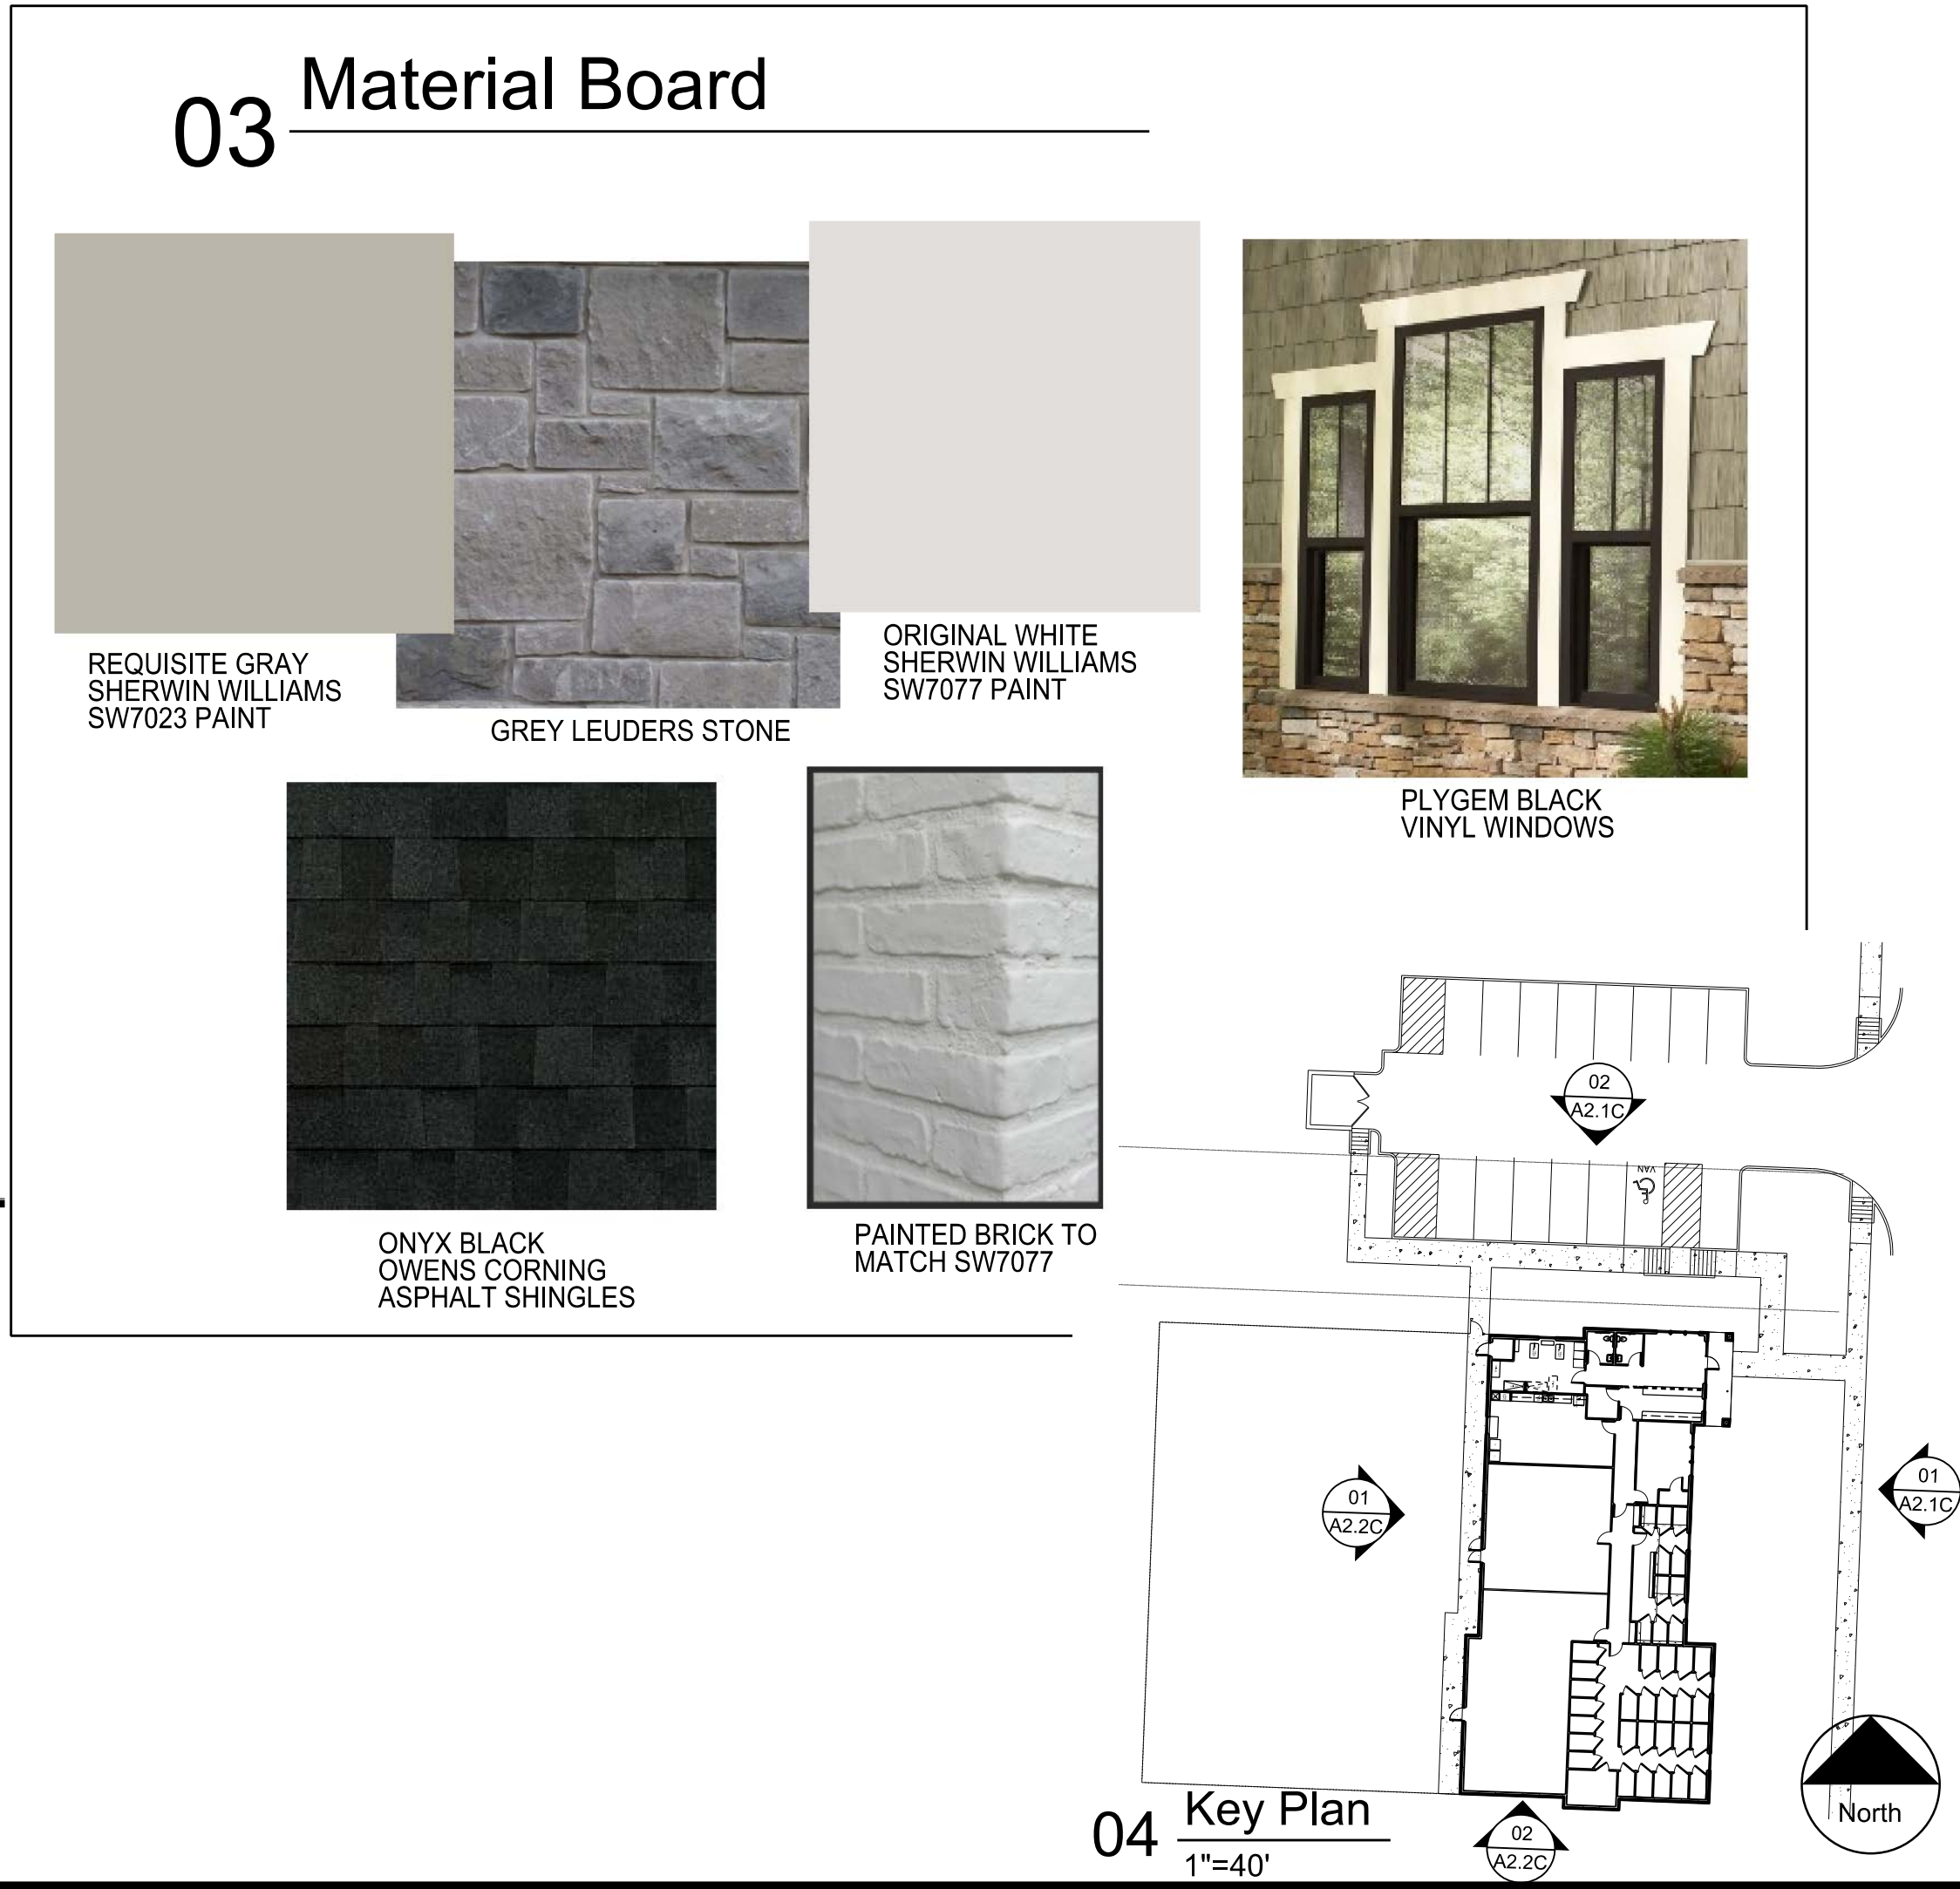 03 Material Board
REQUISITE GRAY
SHERWIN WILLIAMS
SW7023 PAINT
GREY LEUDERS STONE
ORIGINAL WHITE
SHERWIN WILLIAMS
SW7077 PAINT
PLYGEM BLACK
VINYL WINDOWS
ONYX BLACK
OWENS CORNING
ASPHALT SHINGLES
PAINTED BRICK TO
MATCH SW7077
02
A2.1C
VAN
01
A2.2C
01
A2.1C
04 Key Plan
1"=40'
02
A2.2C
North